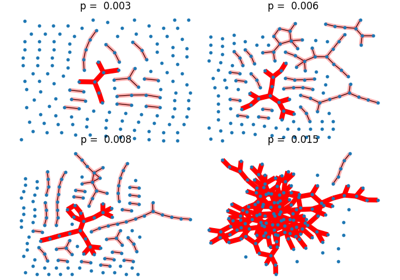 p = 0.003
p = 0.006
p = 0.008
p = 0.015